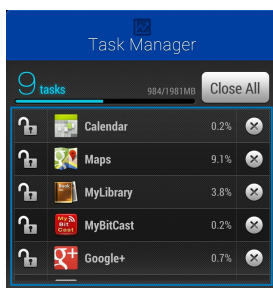 Task Manager
9 tasks 984/1981MB Close All
Calendar 0.2%
Maps 9.1%
Book MyLibrary 3.8%
My Bit Cast MyBitCast 0.2%
g+ Google+ 0.7%